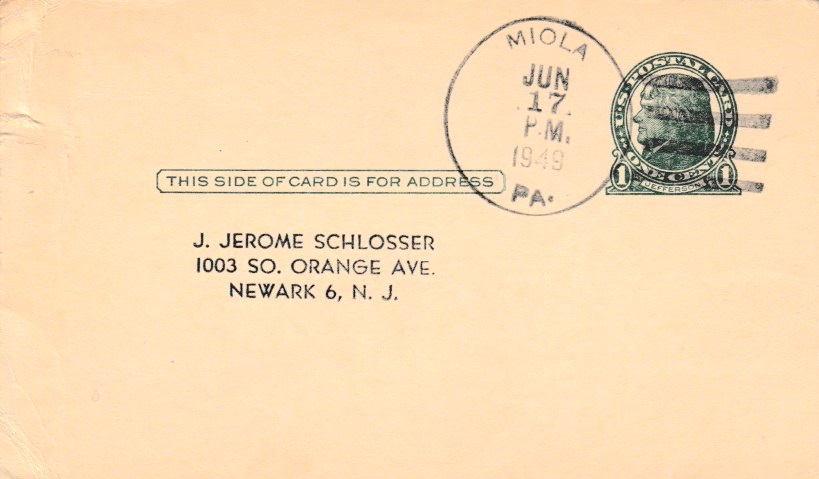 MIOLA
JUN
17
P.M.
1949
PA.
U.S. POSTAL CARD
ONE CENT
1 JEFFERSON 1
THIS SIDE OF CARD IS FOR ADDRESS
J. JEROME SCHLOSSER
1003 SO. ORANGE AVE.
NEWARK 6, N. J.